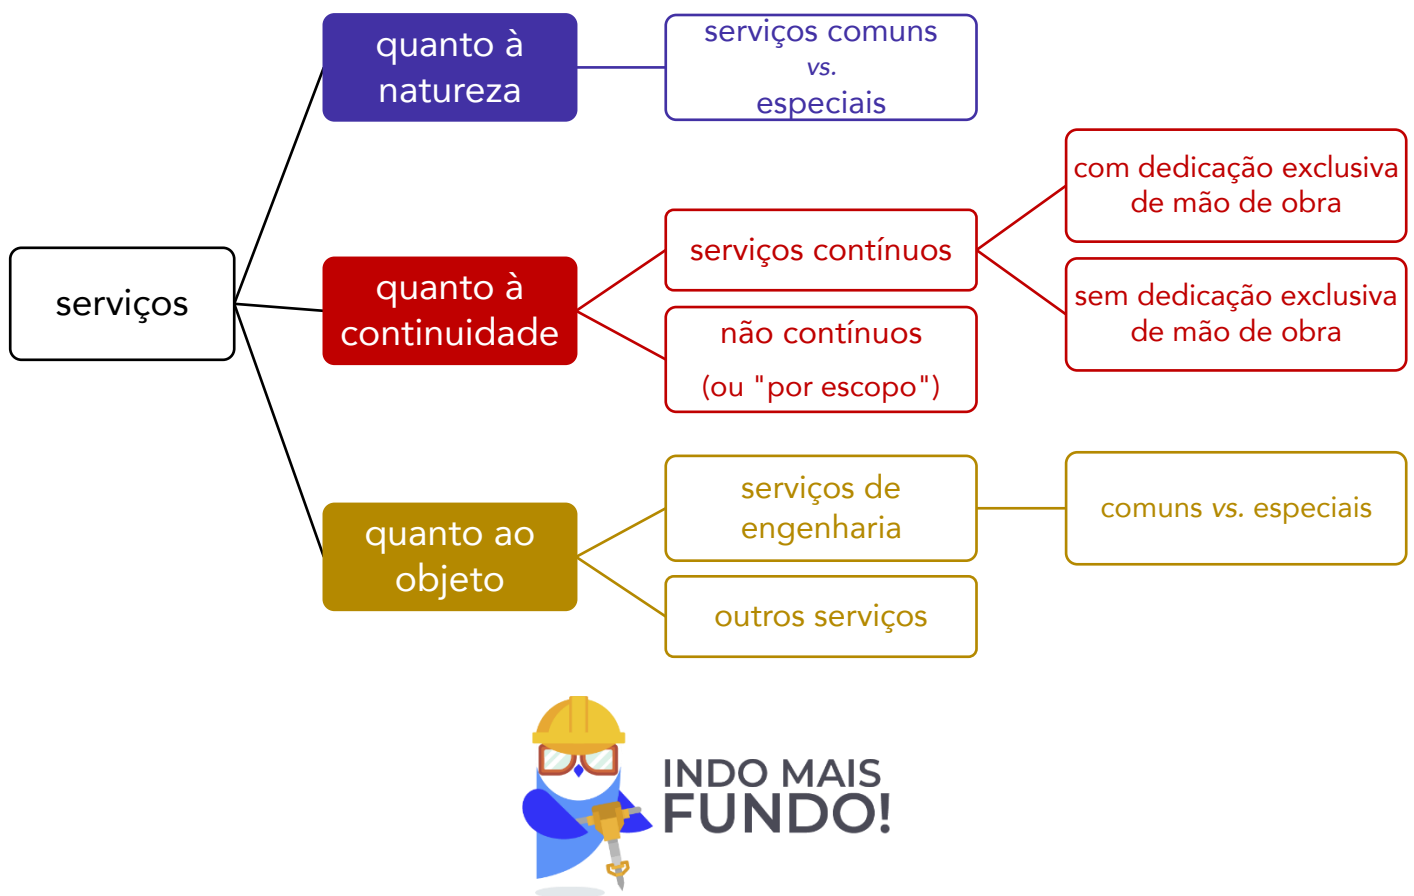 serviços
quanto à
natureza
serviços comuns
vs.
especiais
quanto à
continuidade
serviços contínuos
com dedicação exclusiva
de mão de obra
sem dedicação exclusiva
de mão de obra
não contínuos
(ou "por escopo")
quanto ao
objeto
serviços de
engenharia
comuns vs. especiais
outros serviços
INDO MAIS
FUNDO!